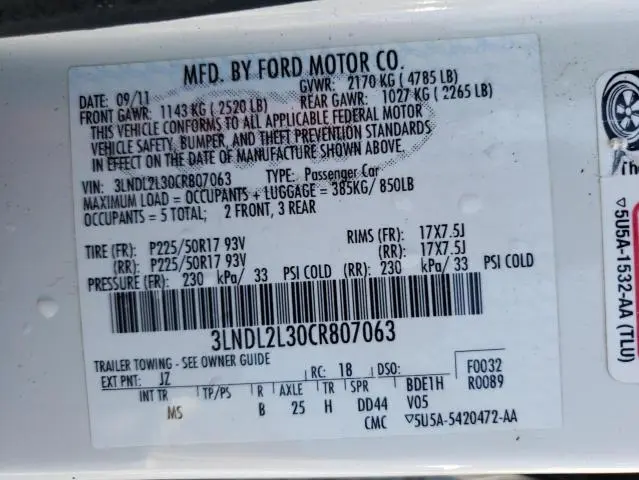 MFD. BY FORD MOTOR CO.
DATE: 09/11 GVWR: 2170 KG ( 4785 LB)
FRONT GAWR: 1143 KG ( 2520 LB) REAR GAWR: 1027 KG ( 2265 LB)
THIS VEHICLE CONFORMS TO ALL APPLICABLE FEDERAL MOTOR
VEHICLE SAFETY, BUMPER, AND THEFT PREVENTION STANDARDS
IN EFFECT ON THE DATE OF MANUFACTURE SHOWN ABOVE.
VIN: 3LNDL2L30CR807063 TYPE: Passenger Car
MAXIMUM LOAD = OCCUPANTS + LUGGAGE = 385KG/ 850LB
OCCUPANTS = 5 TOTAL; 2 FRONT, 3 REAR
TIRE (FR): P225/50R17 93V RIMS (FR): 17X7.5J
(RR): P225/50R17 93V (RR): 17X7.5J
PRESSURE (FR): 230 kPa/ 33 PSI COLD (RR): 230 kPa/ 33 PSI COLD
3LNDL2L30CR807063
TRAILER TOWING - SEE OWNER GUIDE
EXT PNT: JZ RC: 18 DSO: F0032
INT TR TP/PS R AXLE TR SPR BDE1H R0089
MS B 25 H DD44 V05
CMC ▽5U5A-5420472-AA
▽5U5A-1532-AA (TLU)